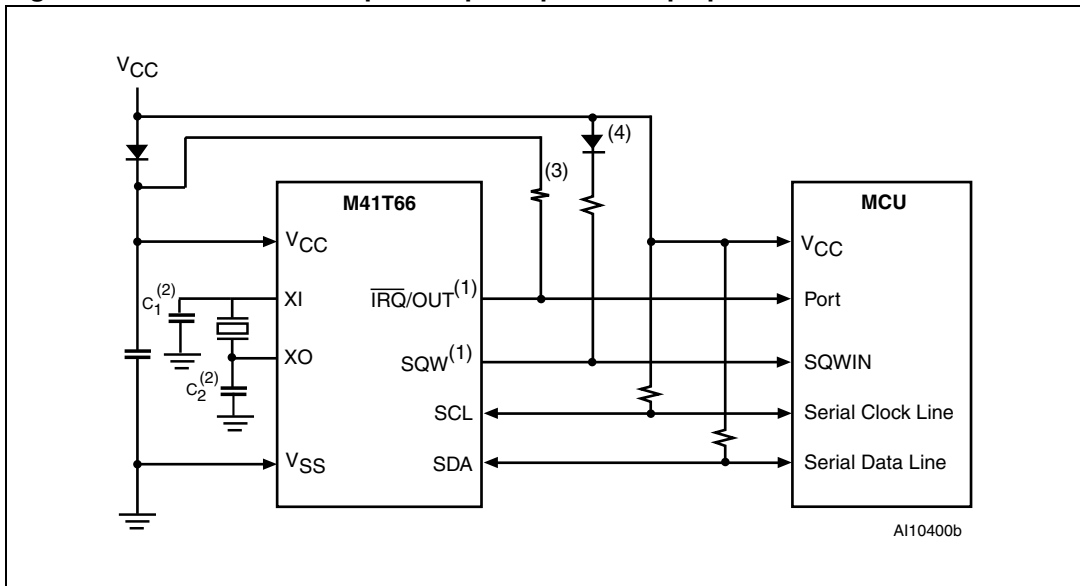 VCC
(4)
(3)
M41T66
MCU
VCC
VCC
C1(2)
XI
IRQ/OUT(1)
Port
XO
SQW(1)
SQWIN
C2(2)
SCL
Serial Clock Line
VSS
SDA
Serial Data Line
AI10400b